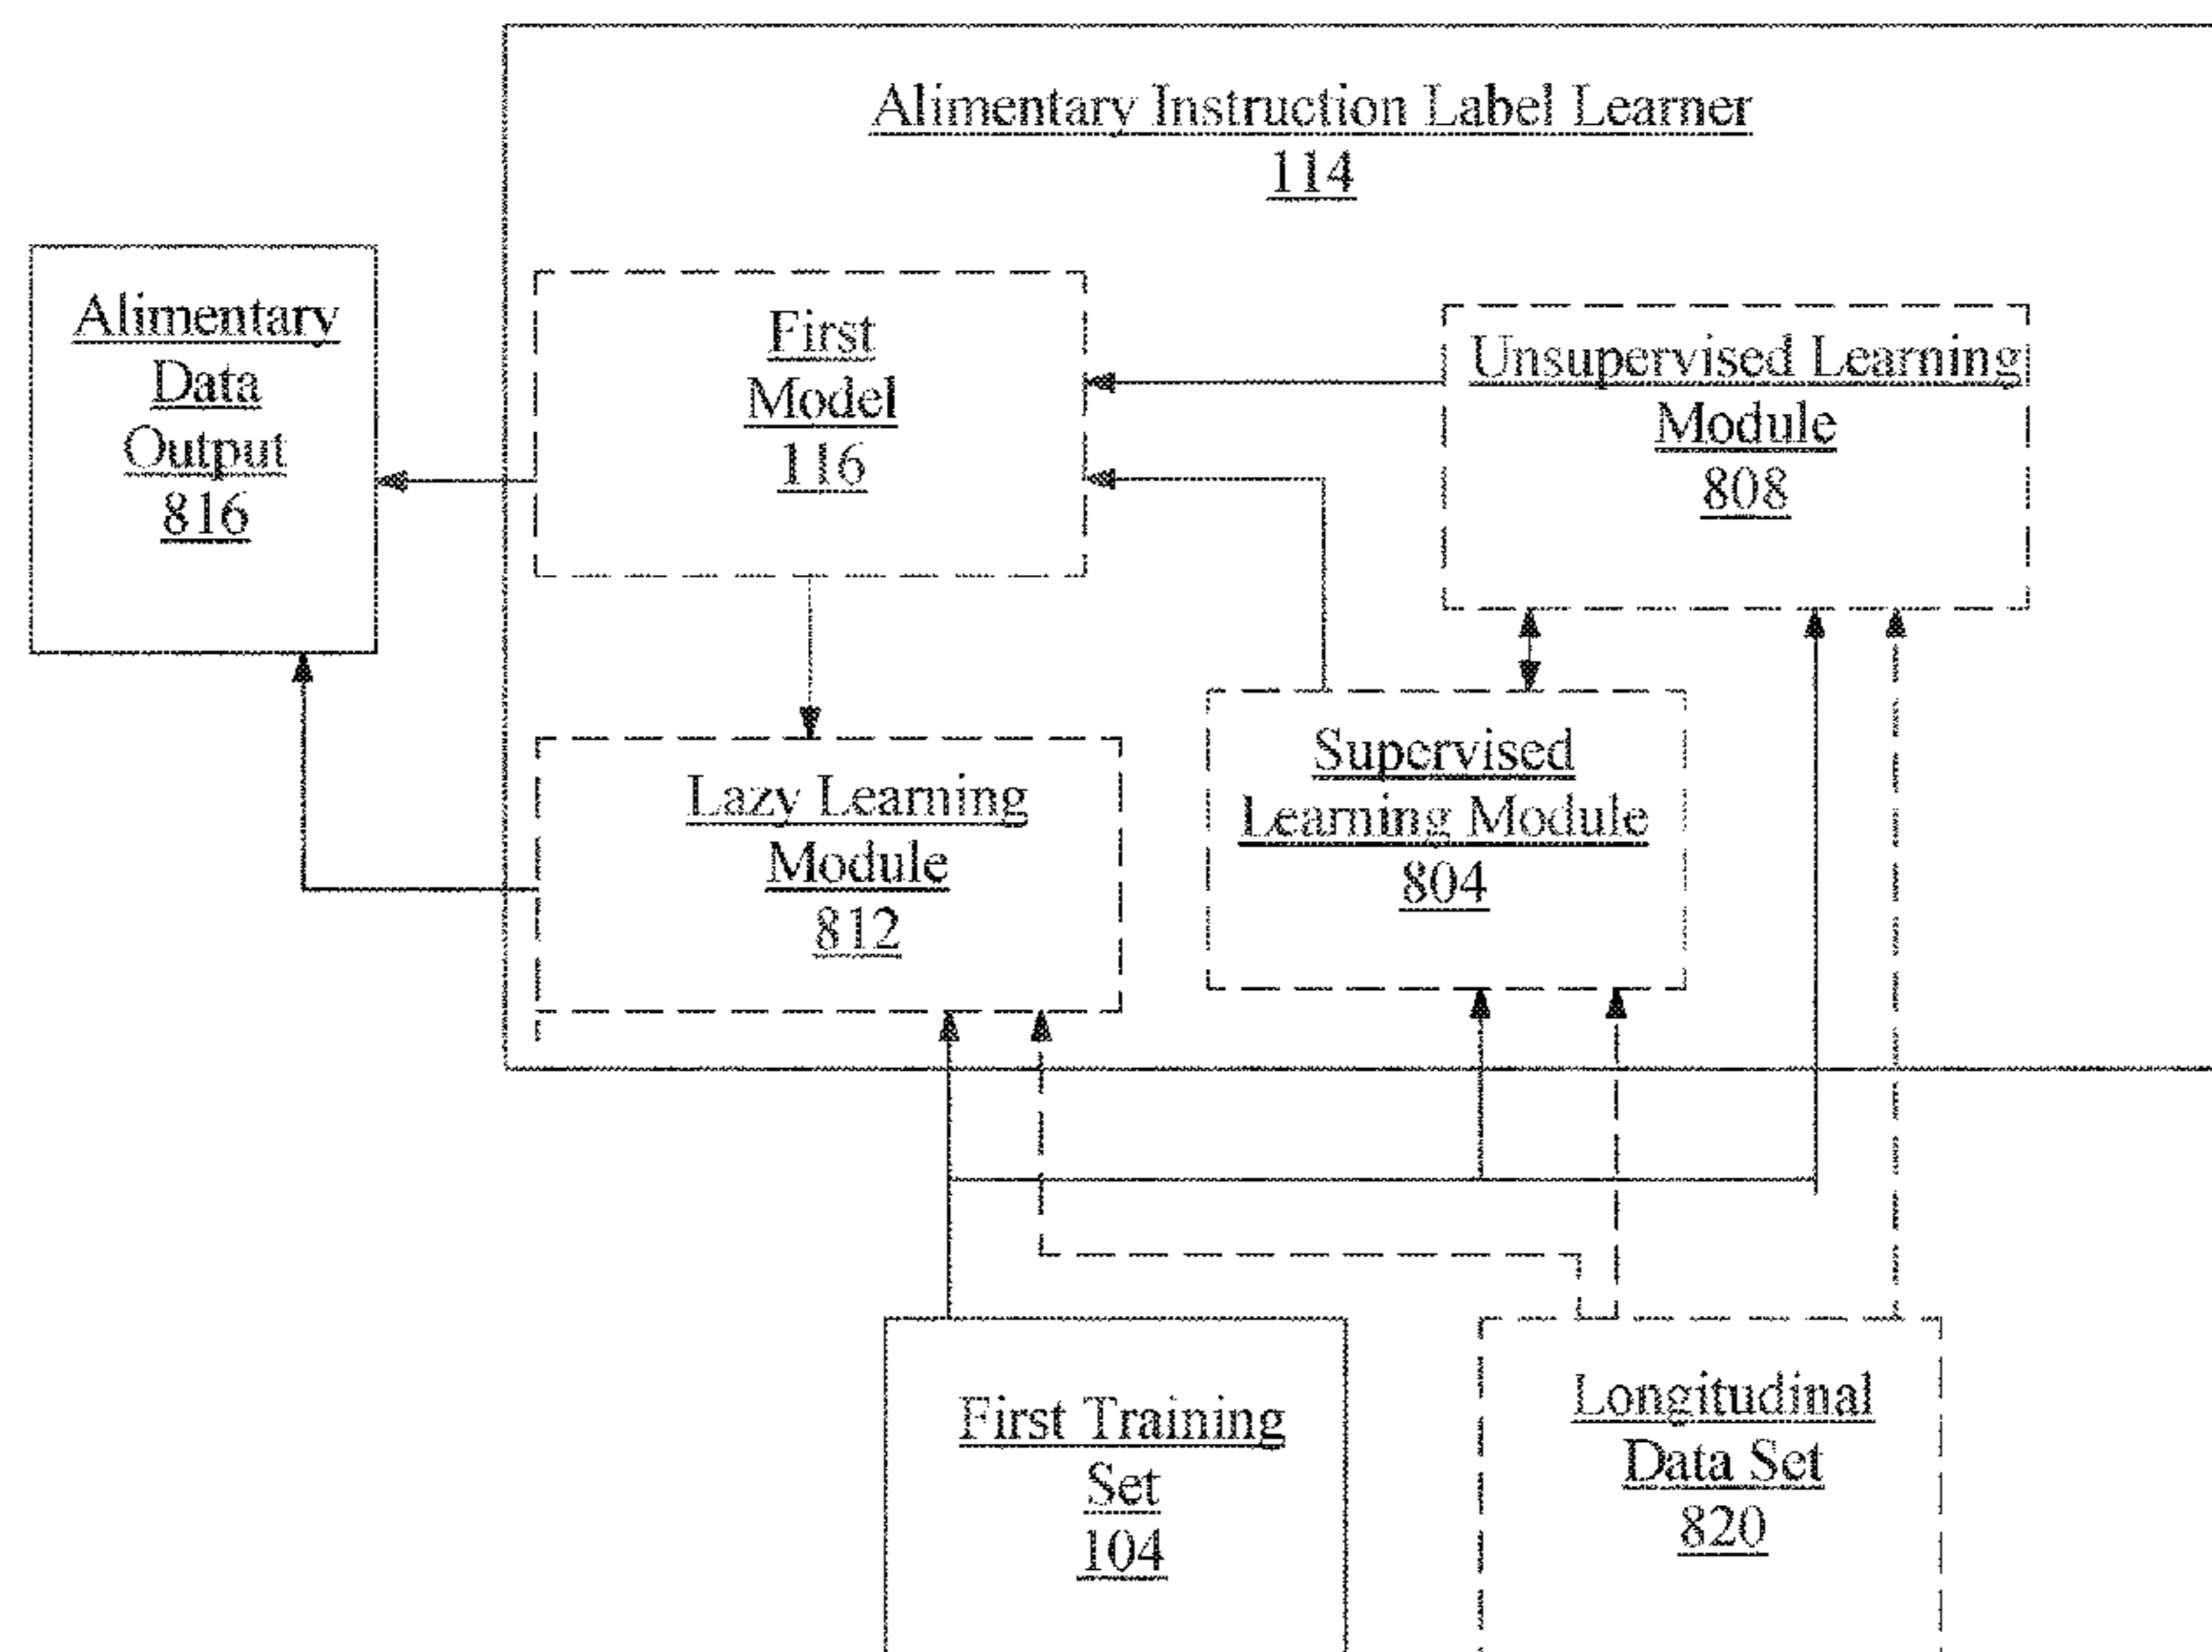 Alimentary Instruction Label Learner
114
Alimentary
Data
Output
816
First
Model
116
Unsupervised Learning
Module
808
Lazy Learning
Module
812
Supervised
Learning Module
804
First Training
Set
104
Longitudinal
Data Set
820